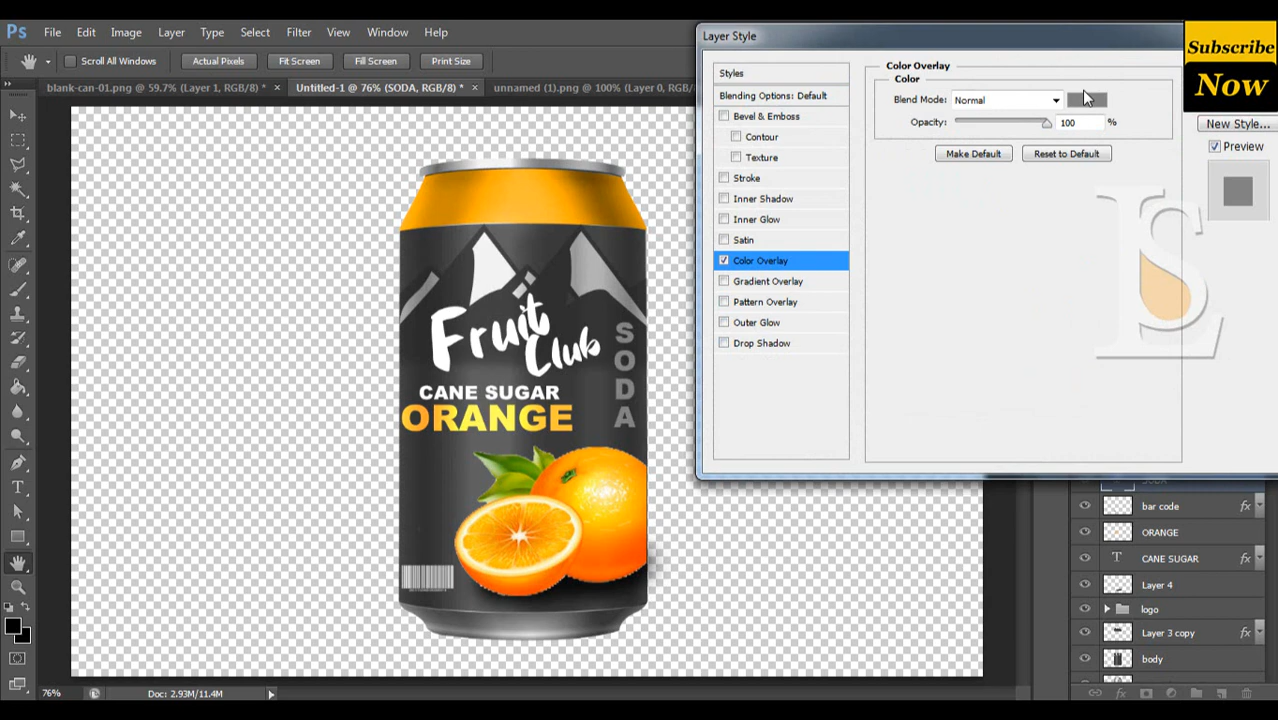 Ps File Edit Image Layer Type Select Filter View Window Help
Scroll All Windows Actual Pixels Fit Screen Fill Screen Print Size
blank-can-01.png @ 59.7% (Layer 1, RGB/8) * × Untitled-1 @ 76% (SODA, RGB/8) * × unnamed (1).png @ 100% (Layer 0, RGB/8
Layer Style
Subscribe
Now
Styles
Blending Options: Default
Bevel & Emboss
Contour
Texture
Stroke
Inner Shadow
Inner Glow
Satin
Color Overlay
Gradient Overlay
Pattern Overlay
Outer Glow
Drop Shadow
Color Overlay
Color
Blend Mode: Normal
Opacity: 100 %
Make Default Reset to Default
New Style...
Preview
LS
Fruit
Club
SODA
CANE SUGAR
ORANGE
bar code fx
ORANGE
T CANE SUGAR fx
Layer 4
logo
Layer 3 copy fx
body
76% Doc: 2.93M/11.4M